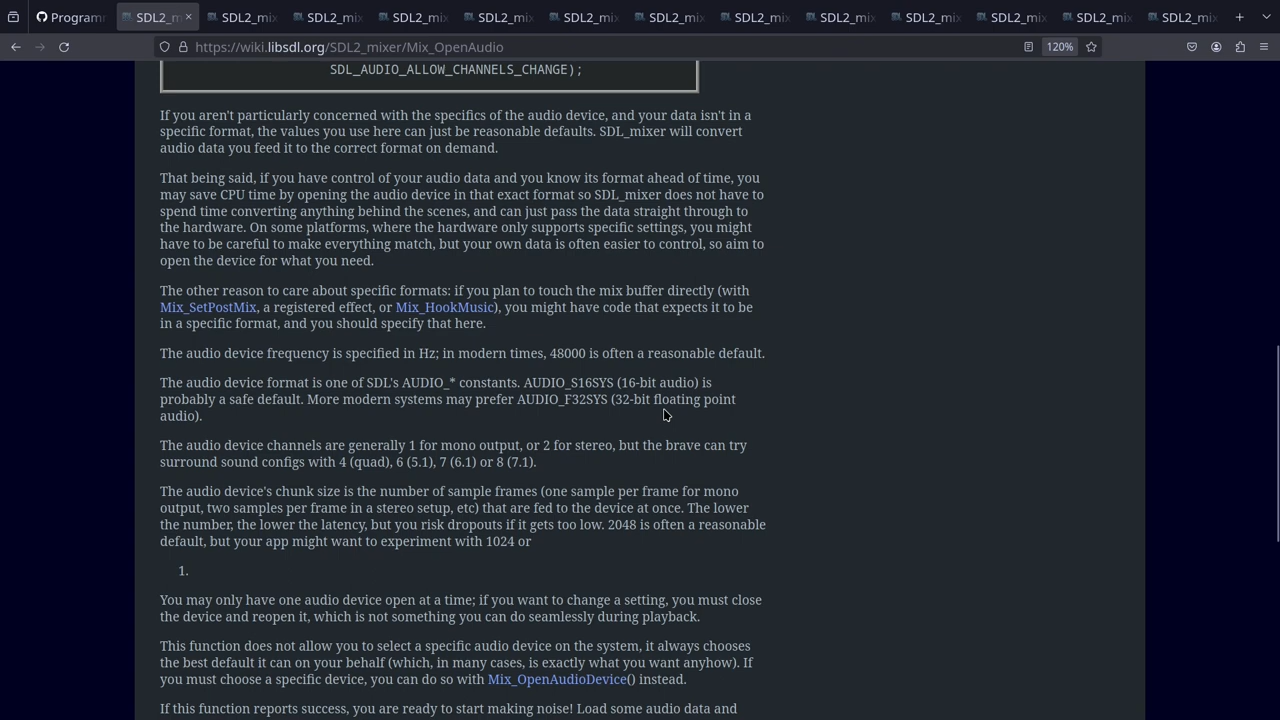 Programm
SDL2_m
SDL2_mix
SDL2_mix
SDL2_mix
SDL2_mix
SDL2_mix
SDL2_mix
SDL2_mix
SDL2_mix
SDL2_mix
SDL2_mix
SDL2_mix
SDL2_mix
https://wiki.libsdl.org/SDL2_mixer/Mix_OpenAudio
120%
SDL_AUDIO_ALLOW_CHANNELS_CHANGE);
If you aren't particularly concerned with the specifics of the audio device, and your data isn't in a
specific format, the values you use here can just be reasonable defaults. SDL_mixer will convert
audio data you feed it to the correct format on demand.
That being said, if you have control of your audio data and you know its format ahead of time, you
may save CPU time by opening the audio device in that exact format so SDL_mixer does not have to
spend time converting anything behind the scenes, and can just pass the data straight through to
the hardware. On some platforms, where the hardware only supports specific settings, you might
have to be careful to make everything match, but your own data is often easier to control, so aim to
open the device for what you need.
The other reason to care about specific formats: if you plan to touch the mix buffer directly (with
Mix_SetPostMix, a registered effect, or Mix_HookMusic), you might have code that expects it to be
in a specific format, and you should specify that here.
The audio device frequency is specified in Hz; in modern times, 48000 is often a reasonable default.
The audio device format is one of SDL's AUDIO_* constants. AUDIO_S16SYS (16-bit audio) is
probably a safe default. More modern systems may prefer AUDIO_F32SYS (32-bit floating point
audio).
The audio device channels are generally 1 for mono output, or 2 for stereo, but the brave can try
surround sound configs with 4 (quad), 6 (5.1), 7 (6.1) or 8 (7.1).
The audio device's chunk size is the number of sample frames (one sample per frame for mono
output, two samples per frame in a stereo setup, etc) that are fed to the device at once. The lower
the number, the lower the latency, but you risk dropouts if it gets too low. 2048 is often a reasonable
default, but your app might want to experiment with 1024 or
1.
You may only have one audio device open at a time; if you want to change a setting, you must close
the device and reopen it, which is not something you can do seamlessly during playback.
This function does not allow you to select a specific audio device on the system, it always chooses
the best default it can on your behalf (which, in many cases, is exactly what you want anyhow). If
you must choose a specific device, you can do so with Mix_OpenAudioDevice() instead.
If this function reports success, you are ready to start making noise! Load some audio data and